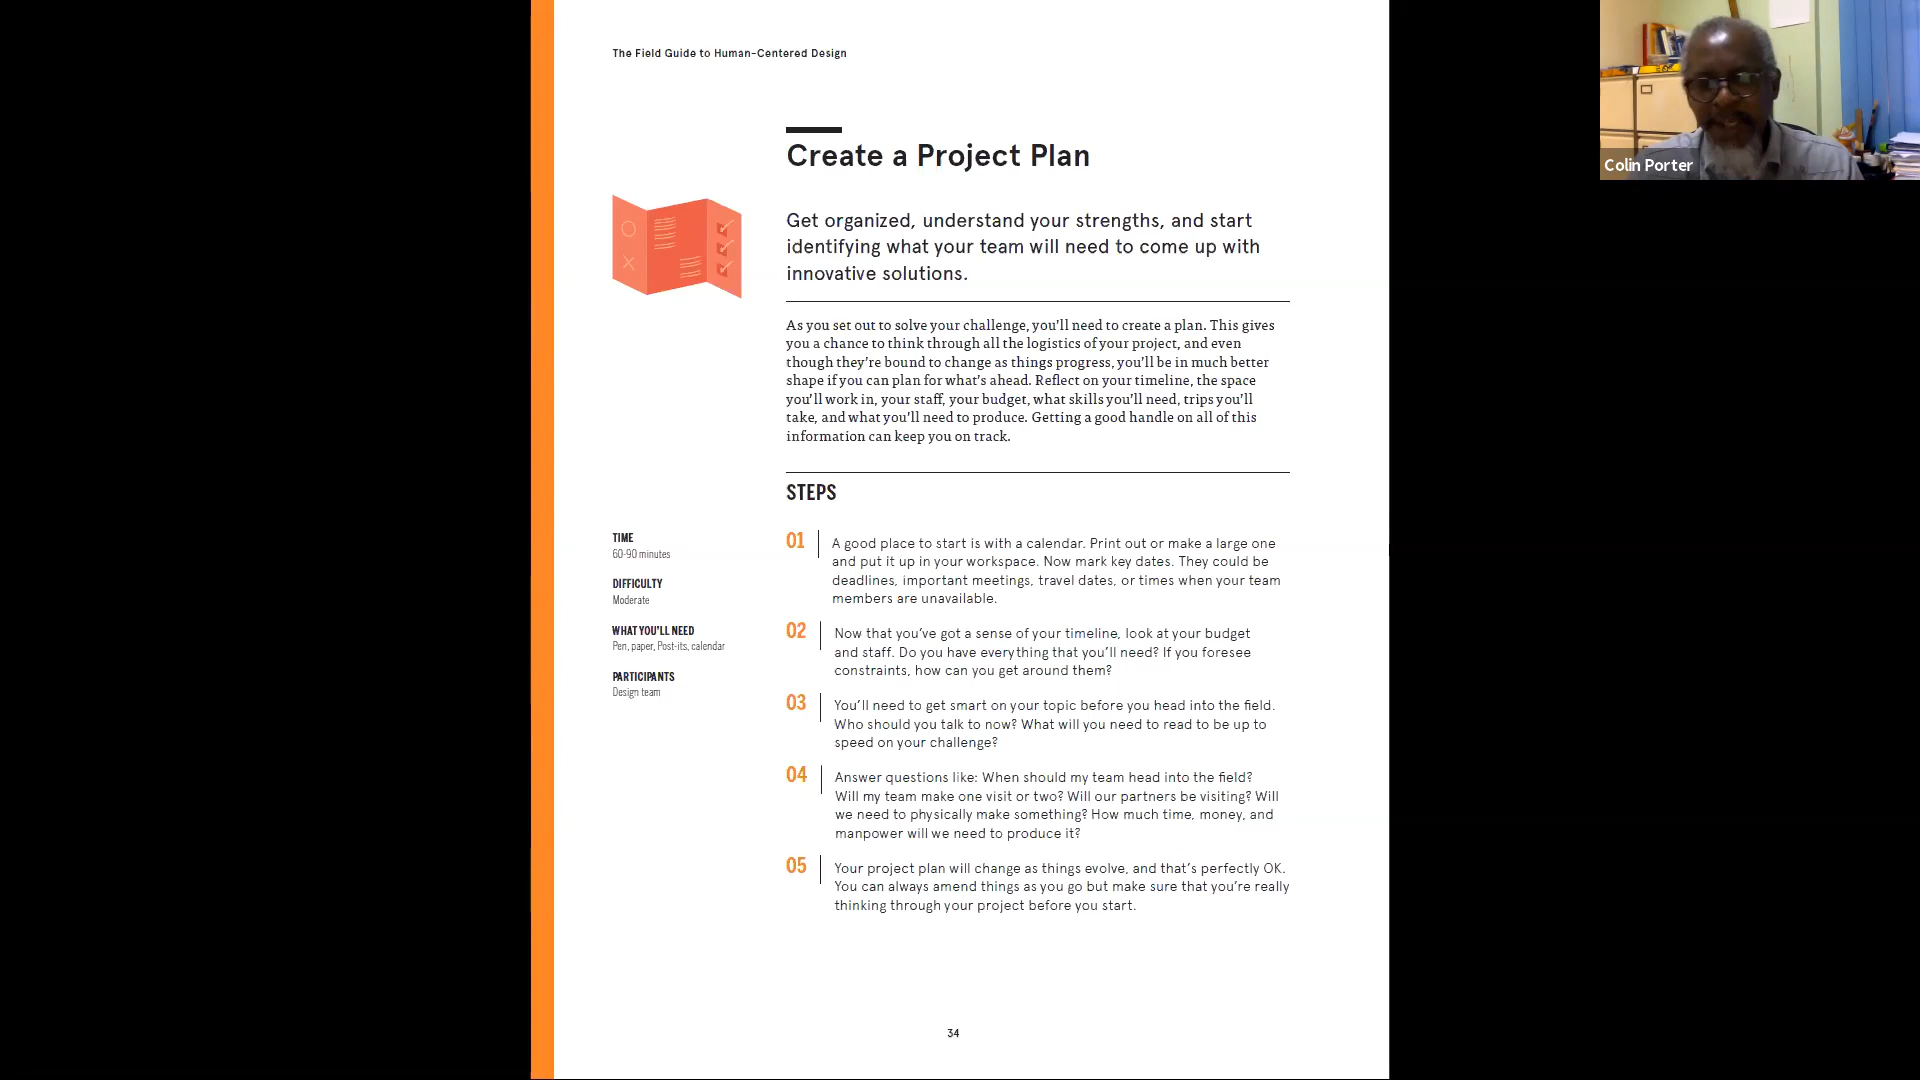 The Field Guide to Human-Centered Design
Create a Project Plan
Get organized, understand your strengths, and start
identifying what your team will need to come up with
innovative solutions.
As you set out to solve your challenge, you'll need to create a plan. This gives
you a chance to think through all the logistics of your project, and even
though they're bound to change as things progress, you'll be in much better
shape if you can plan for what's ahead. Reflect on your timeline, the space
you'll work in, your staff, your budget, what skills you'll need, trips you'll
take, and what you'll need to produce. Getting a good handle on all of this
information can keep you on track.
STEPS
TIME
60-90 minutes
DIFFICULTY
Moderate
WHAT YOU'LL NEED
Pen, paper, Post-its, calendar
PARTICIPANTS
Design team
01 A good place to start is with a calendar. Print out or make a large one
and put it up in your workspace. Now mark key dates. They could be
deadlines, important meetings, travel dates, or times when your team
members are unavailable.
02 Now that you've got a sense of your timeline, look at your budget
and staff. Do you have everything that you'll need? If you foresee
constraints, how can you get around them?
03 You'll need to get smart on your topic before you head into the field.
Who should you talk to now? What will you need to read to be up to
speed on your challenge?
04 Answer questions like: When should my team head into the field?
Will my team make one visit or two? Will our partners be visiting? Will
we need to physically make something? How much time, money, and
manpower will we need to produce it?
05 Your project plan will change as things evolve, and that's perfectly OK.
You can always amend things as you go but make sure that you're really
thinking through your project before you start.
34
Colin Porter